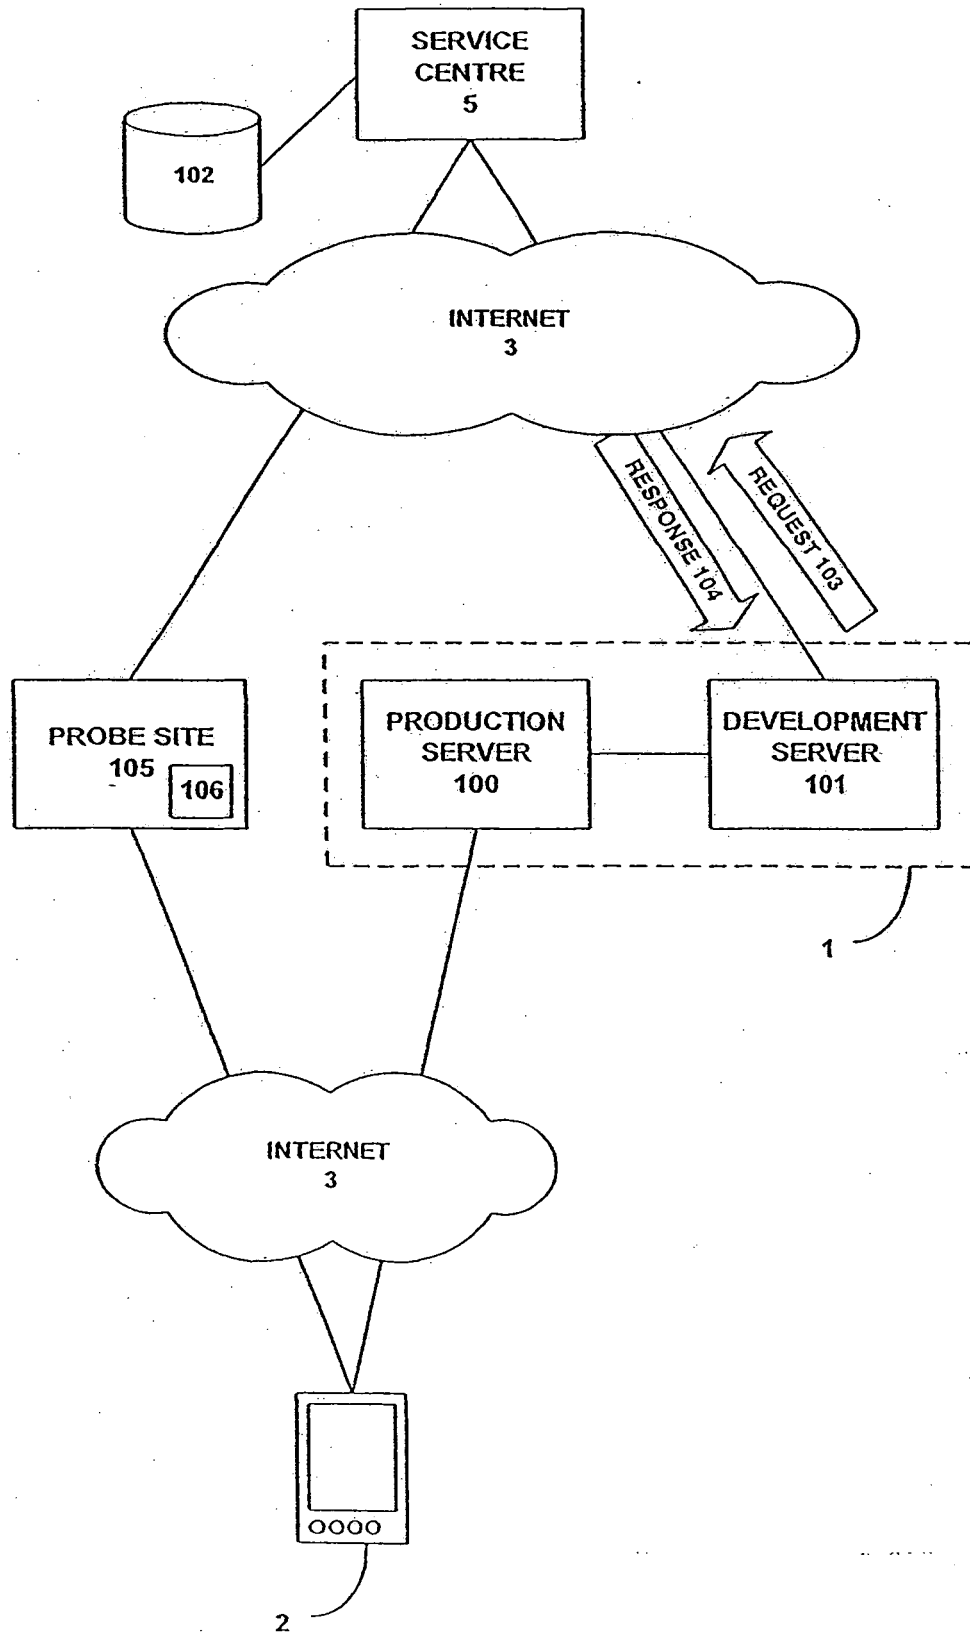 SERVICE
CENTRE
5
102
INTERNET
3
RESPONSE 104
REQUEST 103
PROBE SITE
105
106
PRODUCTION
SERVER
100
DEVELOPMENT
SERVER
101
1
INTERNET
3
2